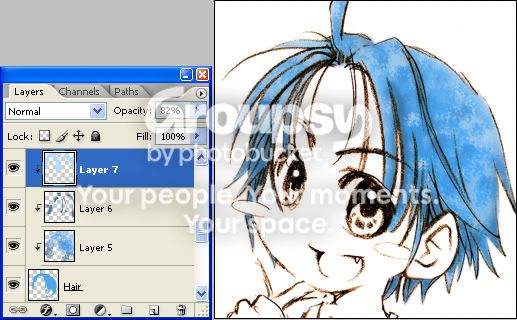 Layers Channels Paths
Normal Opacity: 82%
Lock: Fill: 100%
Layer 7
Layer 6
Layer 5
Hair
Groupsy
by photobucket
Your people. Your moments.
Your space.